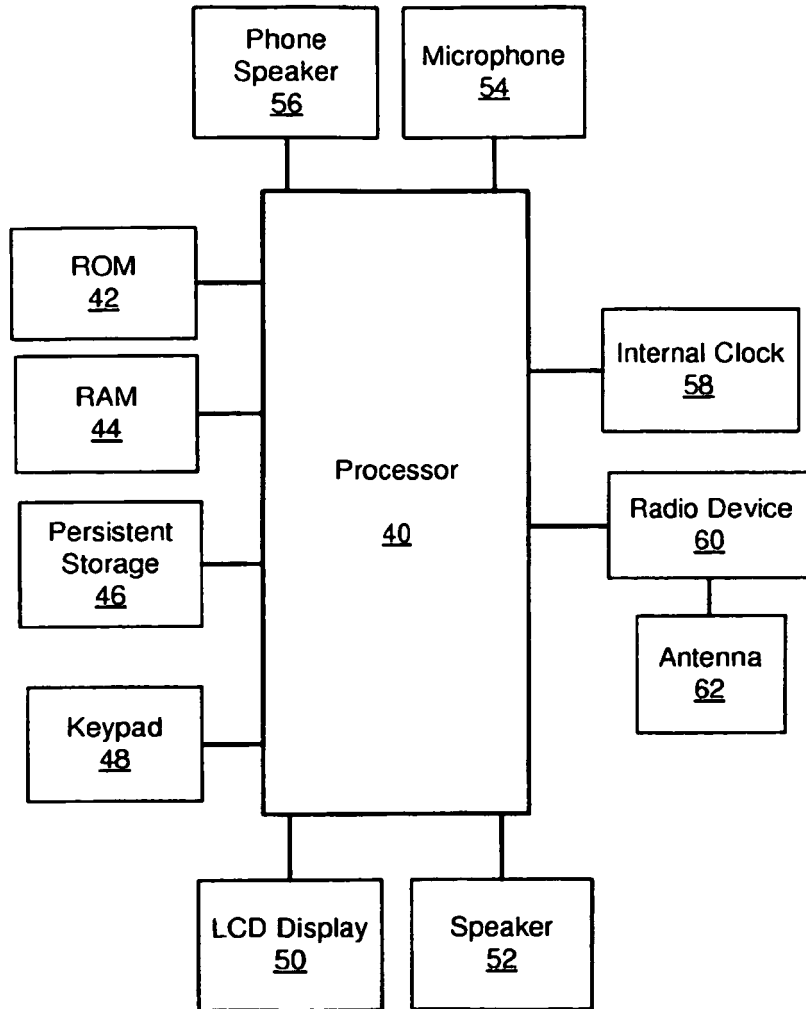 Phone
Speaker
56
Microphone
54
ROM
42
RAM
44
Persistent
Storage
46
Keypad
48
Processor
40
Internal Clock
58
Radio Device
60
Antenna
62
LCD Display
50
Speaker
52